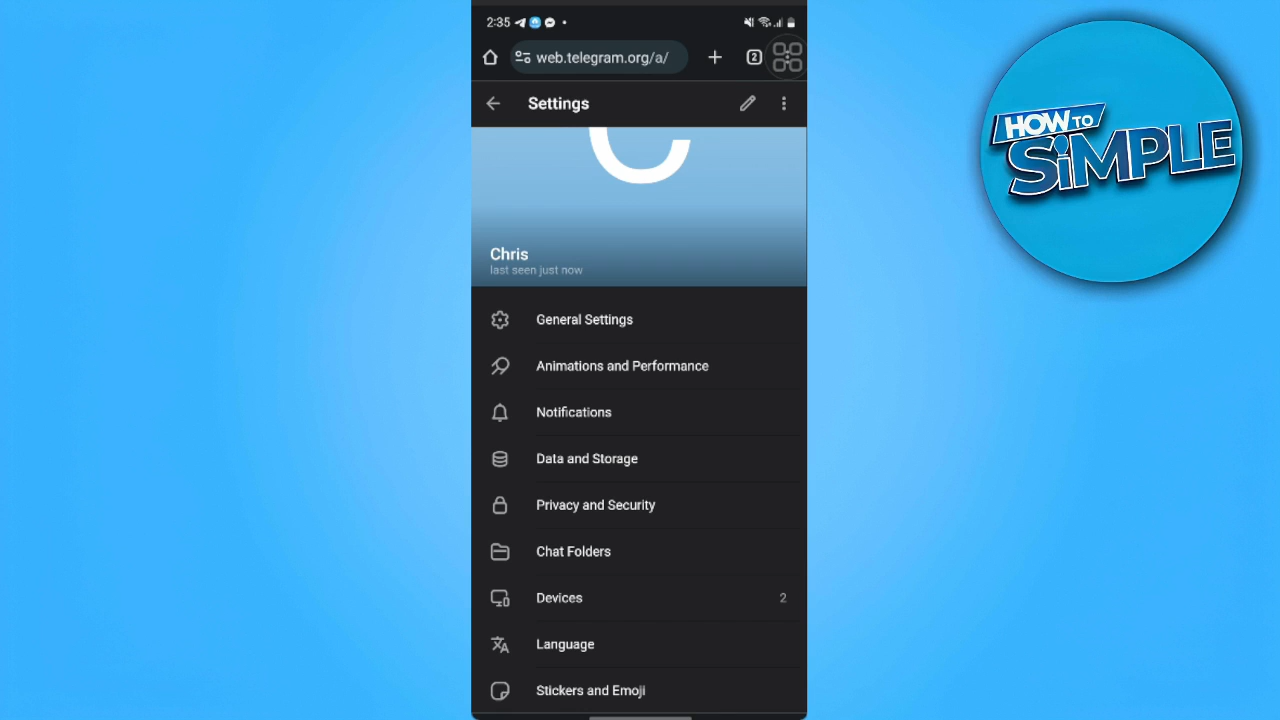 2:35
web.telegram.org/a/
2
Settings
C
Chris
last seen just now
General Settings
Animations and Performance
Notifications
Data and Storage
Privacy and Security
Chat Folders
Devices 2
Language
Stickers and Emoji
HOW TO
SiMPLE